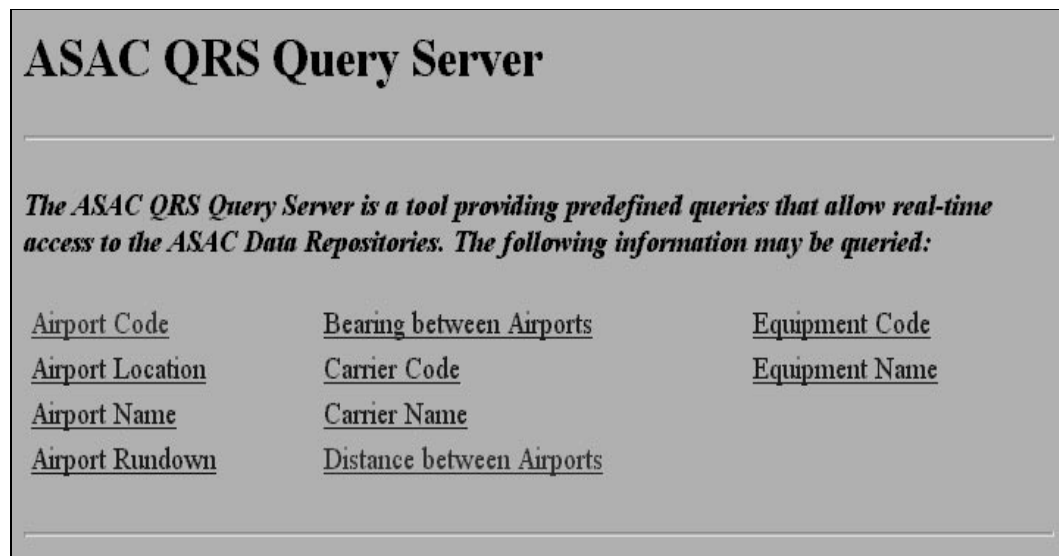 ASAC QRS Query Server
The ASAC QRS Query Server is a tool providing predefined queries that allow real-time
access to the ASAC Data Repositories. The following information may be queried:
Airport Code Bearing between Airports Equipment Code
Airport Location Carrier Code Equipment Name
Airport Name Carrier Name
Airport Rundown Distance between Airports